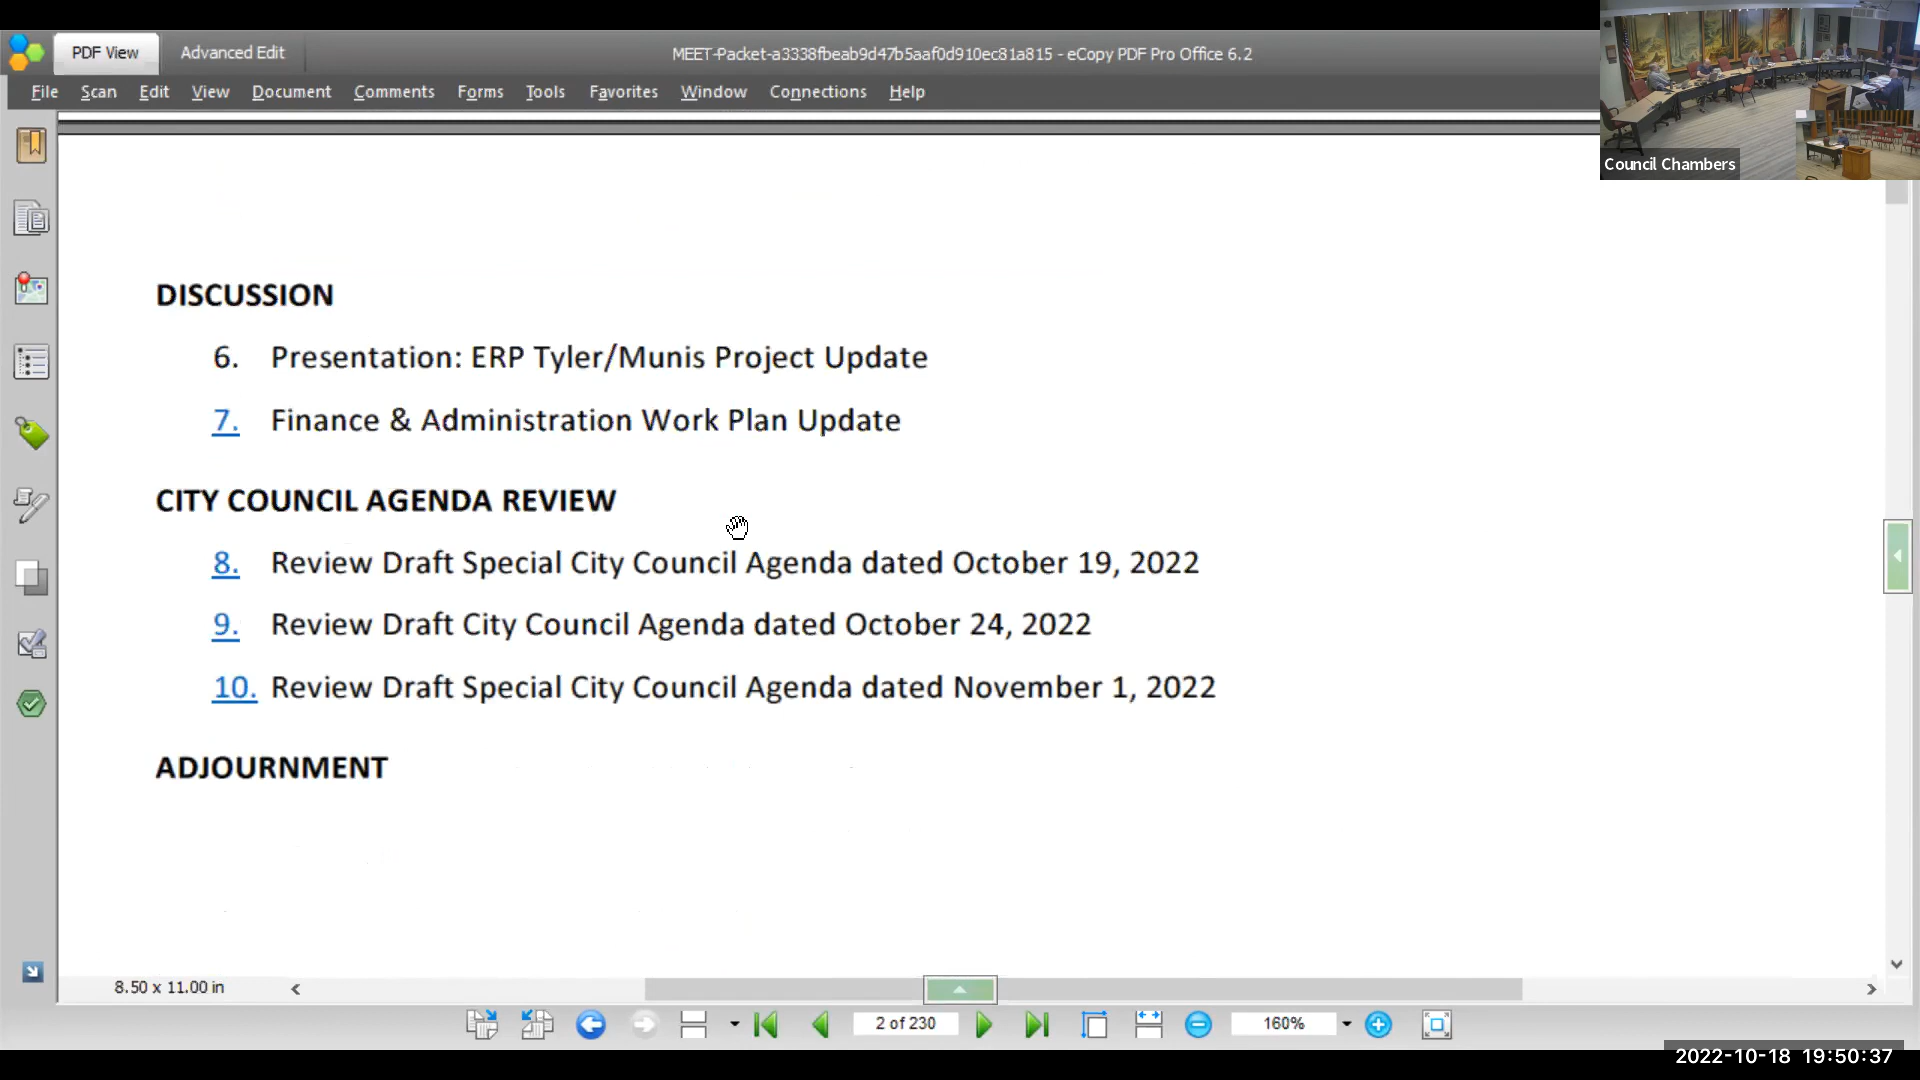 PDF View
Advanced Edit
MEET-Packet-a3338fbeab9d47b5aaf0d910ec81a815 - eCopy PDF Pro Office 6.2
File Scan Edit View Document Comments Forms Tools Favorites Window Connections Help
Council Chambers
DISCUSSION
6. Presentation: ERP Tyler/Munis Project Update
7. Finance & Administration Work Plan Update
CITY COUNCIL AGENDA REVIEW
8. Review Draft Special City Council Agenda dated October 19, 2022
9. Review Draft City Council Agenda dated October 24, 2022
10. Review Draft Special City Council Agenda dated November 1, 2022
ADJOURNMENT
8.50 x 11.00 in
2 of 230
160%
2022-10-18 19:50:37